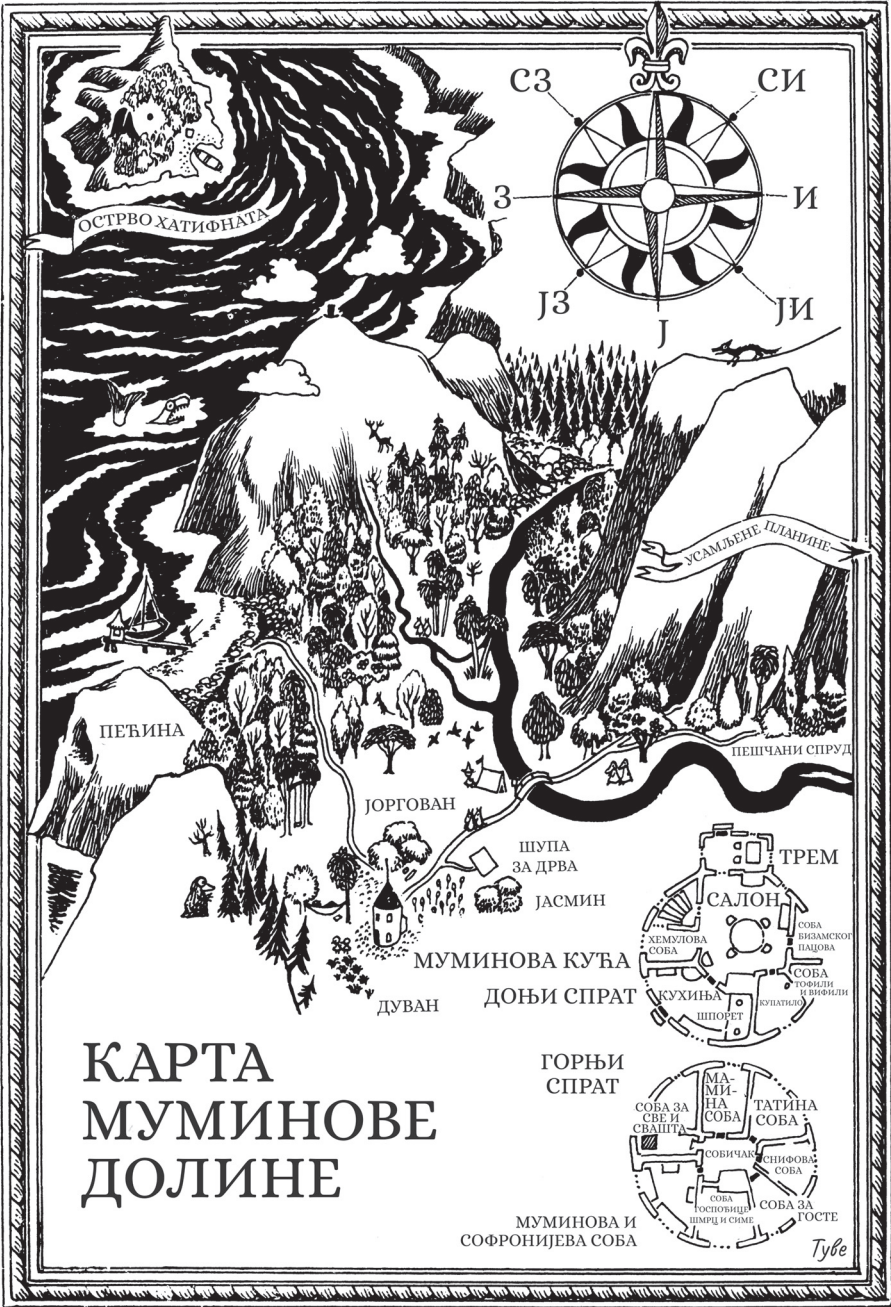 СЗ
СИ
З
И
ЈЗ
Ј
ЈИ
ОСТРВО ХАТИФНАТА
УСАМЉЕНЕ ПЛАНИНЕ
ПЕЋИНА
ПЕШЧАНИ СПРУД
ЈОРГОВАН
ШУПА
ЗА ДРВА
ЈАСМИН
ДУВАН
МУМИНОВА КУЋА
ДОЊИ СПРАТ
ТРЕМ
САЛОН
ХЕМУЛОВА
СОБА
СОБА
БИЗАМСКОГ
ПАЦОВА
СОБА
ТОФИЛИ
И ВИФИЛИ
КУХИЊА
ШПОРЕТ
КУПАТИЛО
ГОРЊИ
СПРАТ
МА-
МИ-
НА
СОБА
ТАТИНА
СОБА
СОБА ЗА
СВЕ И
СВАШТА
СОБИЧАК
СНИФОВА
СОБА
СОБА
ГОСПОЂИЦЕ
ШМРЦ И СИМЕ
СОБА ЗА
ГОСТЕ
МУМИНОВА И
СОФРОНИЈЕВА СОБА
КАРТА
МУМИНОВЕ
ДОЛИНЕ
Туве